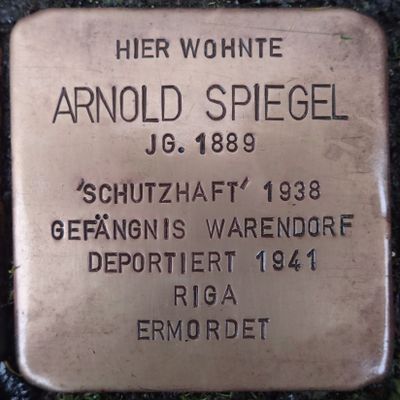 HIER WOHNTE
ARNOLD SPIEGEL
JG. 1889
'SCHUTZHAFT' 1938
GEFÄNGNIS WARENDORF
DEPORTIERT 1941
RIGA
ERMORDET